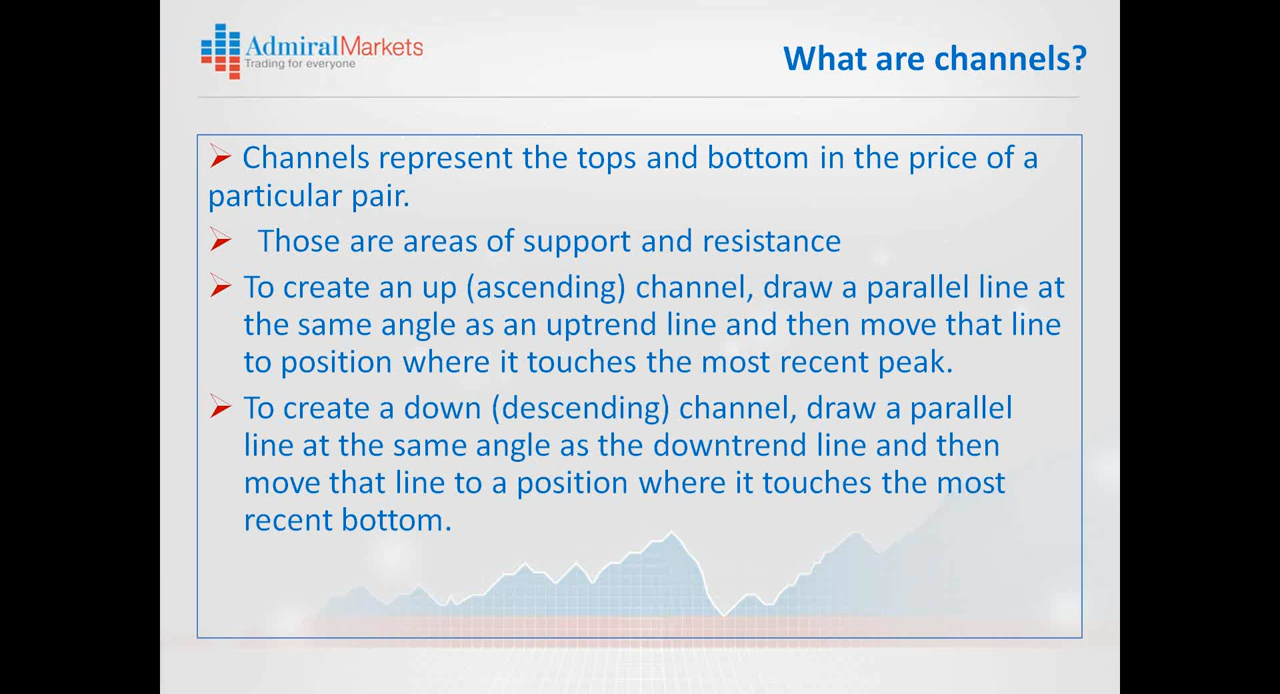 AdmiralMarkets
Trading for everyone
What are channels?
Channels represent the tops and bottom in the price of a
particular pair.
Those are areas of support and resistance
To create an up (ascending) channel, draw a parallel line at
the same angle as an uptrend line and then move that line
to position where it touches the most recent peak.
To create a down (descending) channel, draw a parallel
line at the same angle as the downtrend line and then
move that line to a position where it touches the most
recent bottom.